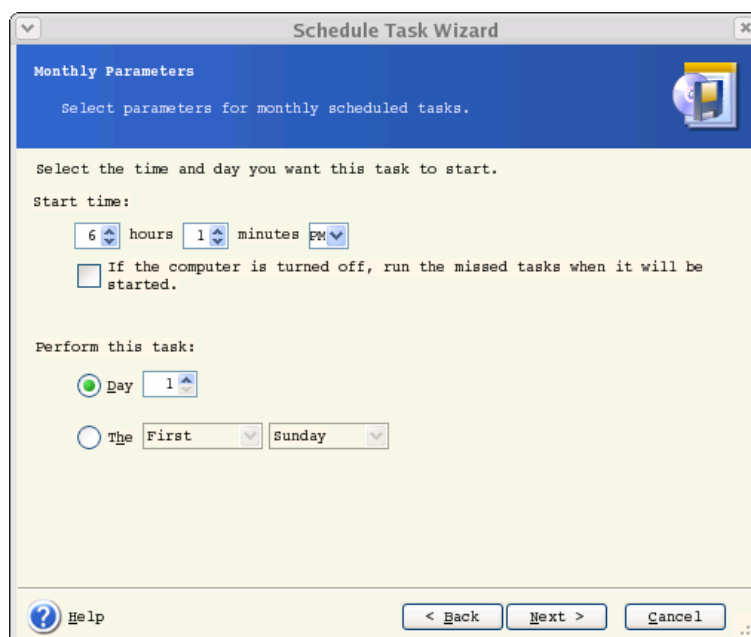 Schedule Task Wizard
Monthly Parameters
Select parameters for monthly scheduled tasks.
Select the time and day you want this task to start.
Start time:
6 hours 1 minutes PM
If the computer is turned off, run the missed tasks when it will be
started.
Perform this task:
Day 1
The First Sunday
Help < Back Next > Cancel